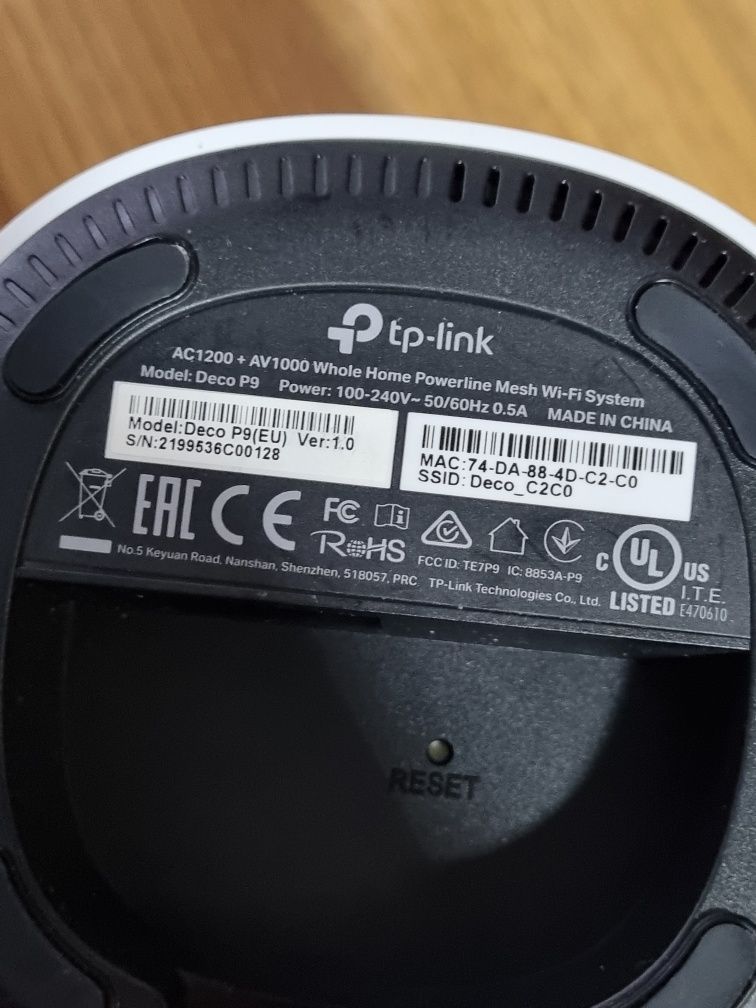 tp-link
AC1200 + AV1000 Whole Home Powerline Mesh Wi-Fi System
Model: Deco P9 Power: 100-240V~ 50/60Hz 0.5A MADE IN CHINA
Model:Deco P9(EU) Ver:1.0
S/N:2199536C00128
MAC:74-DA-88-4D-C2-C0
SSID: Deco_C2C0
EAC CE FC i
RoHS
FCC ID: TE7P9 IC: 8853A-P9
C UL US
LISTED
I.T.E.
E470610
No.5 Keyuan Road, Nanshan, Shenzhen, 518057, PRC TP-Link Technologies Co., Ltd.
RESET